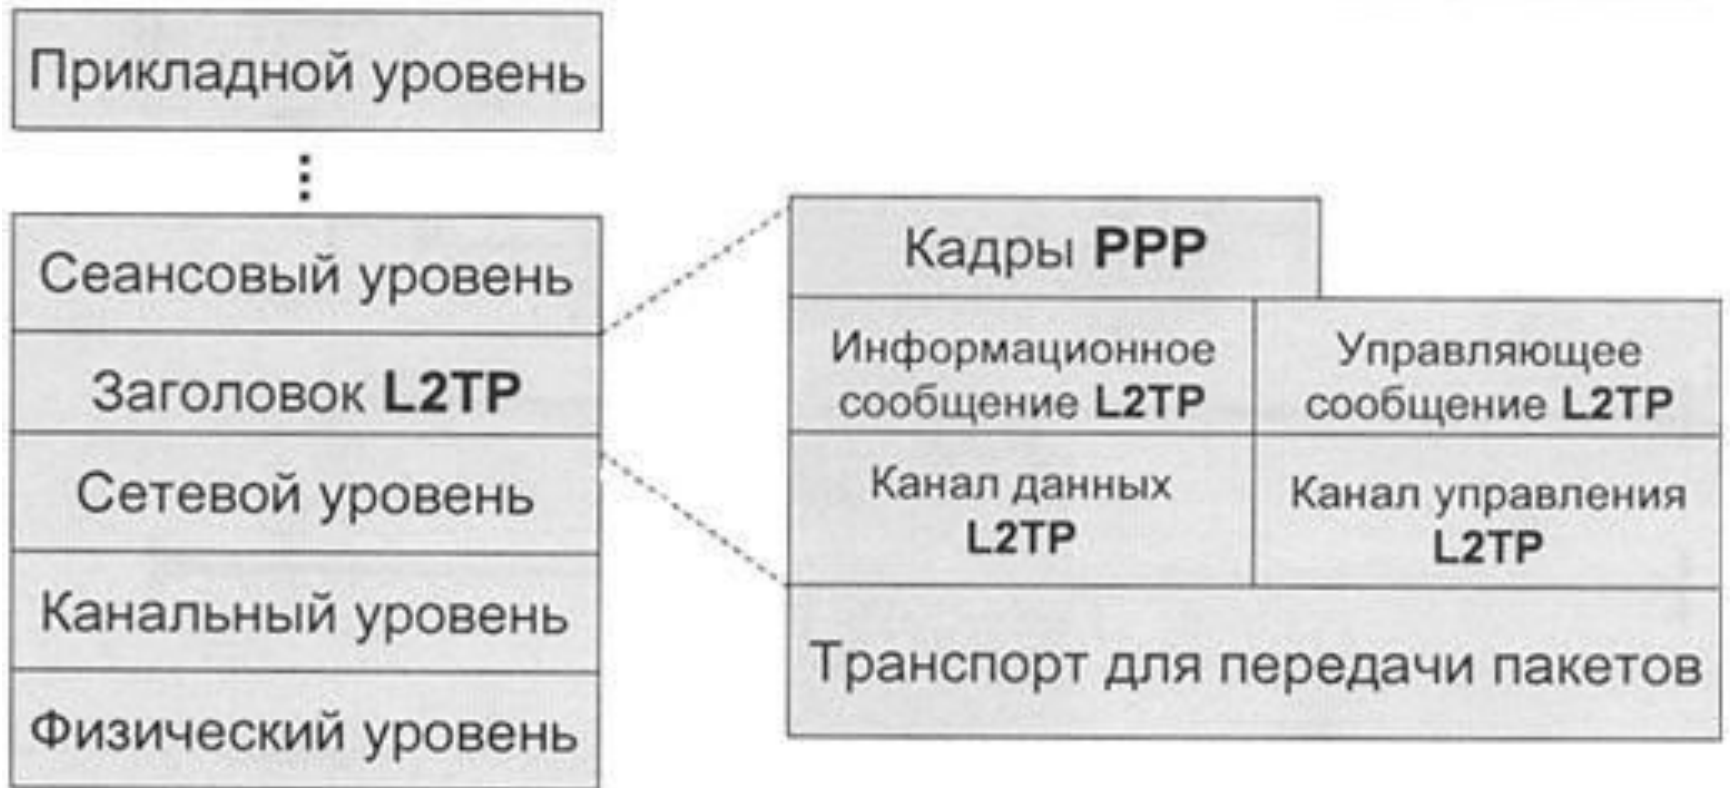 Прикладной уровень
Сеансовый уровень
Заголовок L2TP
Сетевой уровень
Канальный уровень
Физический уровень
Кадры PPP
Информационное
сообщение L2TP
Управляющее
сообщение L2TP
Канал данных
L2TP
Канал управления
L2TP
Транспорт для передачи пакетов